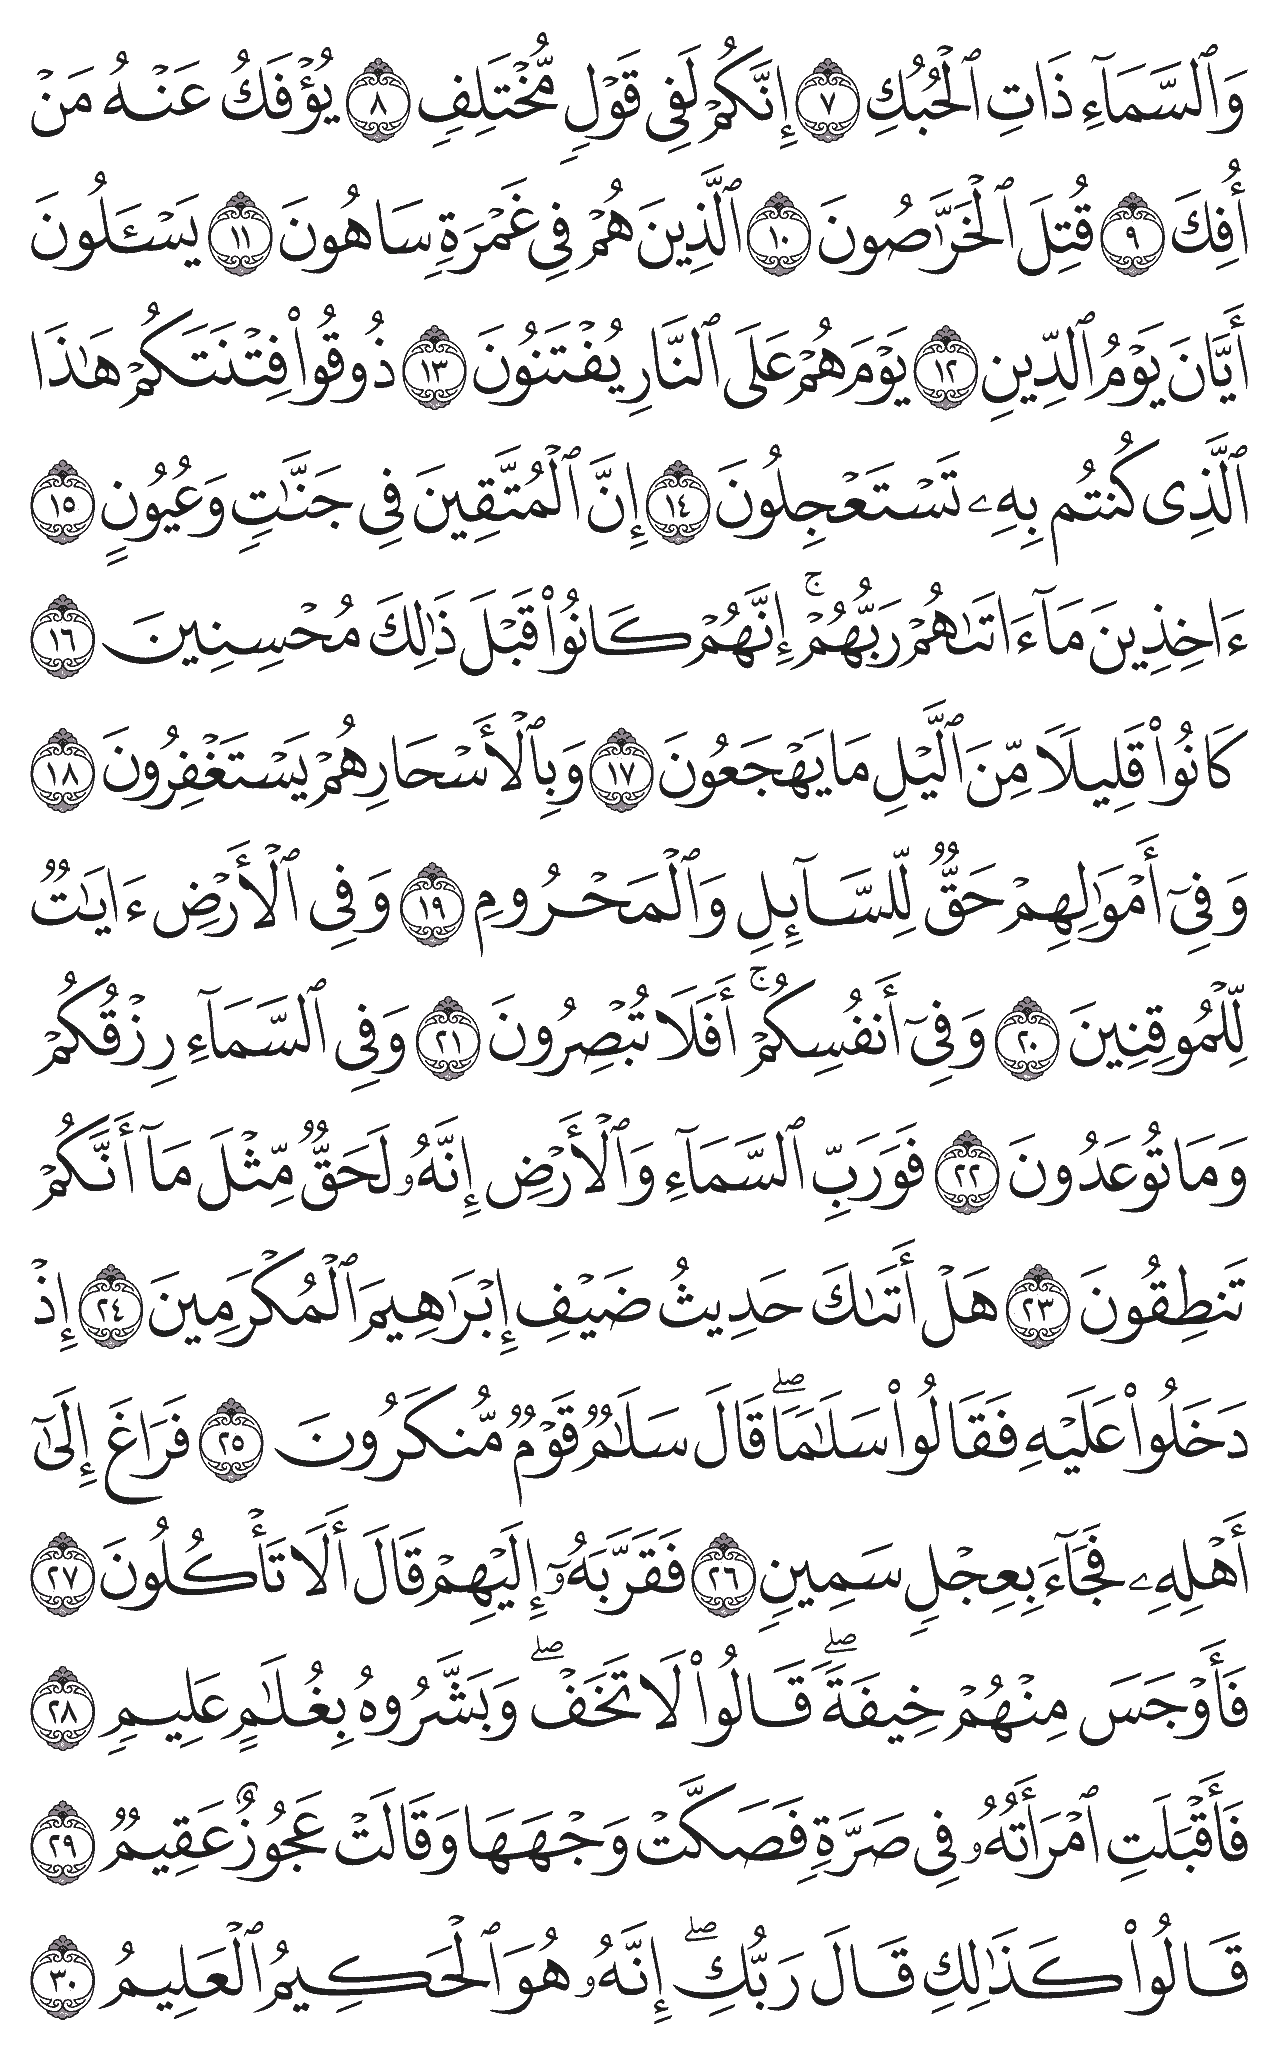 وَٱلسَّمَآءِ ذَاتِ ٱلْحُبُكِ ٧ إِنَّكُمْ لَفِى قَوْلٍ مُّخْتَلِفٍ ٨ يُؤْفَكُ عَنْهُ مَنْ
أُفِكَ ٩ قُتِلَ ٱلْخَرَّٰصُونَ ١٠ ٱلَّذِينَ هُمْ فِى غَمْرَةٍ سَاهُونَ ١١ يَسْـَٔلُونَ
أَيَّانَ يَوْمُ ٱلدِّينِ ١٢ يَوْمَ هُمْ عَلَى ٱلنَّارِ يُفْتَنُونَ ١٣ ذُوقُوا۟ فِتْنَتَكُمْ هَٰذَا
ٱلَّذِى كُنتُم بِهِۦ تَسْتَعْجِلُونَ ١٤ إِنَّ ٱلْمُتَّقِينَ فِى جَنَّٰتٍ وَعُيُونٍ ١٥
ءَاخِذِينَ مَآ ءَاتَىٰهُمْ رَبُّهُمْ ۚ إِنَّهُمْ كَانُوا۟ قَبْلَ ذَٰلِكَ مُحْسِنِينَ ١٦
كَانُوا۟ قَلِيلًا مِّنَ ٱلَّيْلِ مَا يَهْجَعُونَ ١٧ وَبِٱلْأَسْحَارِ هُمْ يَسْتَغْفِرُونَ ١٨
وَفِىٓ أَمْوَٰلِهِمْ حَقٌّ لِّلسَّآئِلِ وَٱلْمَحْرُومِ ١٩ وَفِى ٱلْأَرْضِ ءَايَٰتٌ
لِّلْمُوقِنِينَ ٢٠ وَفِىٓ أَنفُسِكُمْ ۚ أَفَلَا تُبْصِرُونَ ٢١ وَفِى ٱلسَّمَآءِ رِزْقُكُمْ
وَمَا تُوعَدُونَ ٢٢ فَوَرَبِّ ٱلسَّمَآءِ وَٱلْأَرْضِ إِنَّهُۥ لَحَقٌّ مِّثْلَ مَآ أَنَّكُمْ
تَنطِقُونَ ٢٣ هَلْ أَتَىٰكَ حَدِيثُ ضَيْفِ إِبْرَٰهِيمَ ٱلْمُكْرَمِينَ ٢٤ إِذْ
دَخَلُوا۟ عَلَيْهِ فَقَالُوا۟ سَلَٰمًا ۖ قَالَ سَلَٰمٌ قَوْمٌ مُّنكَرُونَ ٢٥ فَرَاغَ إِلَىٰٓ
أَهْلِهِۦ فَجَآءَ بِعِجْلٍ سَمِينٍ ٢٦ فَقَرَّبَهُۥٓ إِلَيْهِمْ قَالَ أَلَا تَأْكُلُونَ ٢٧
فَأَوْجَسَ مِنْهُمْ خِيفَةً ۖ قَالُوا۟ لَا تَخَفْ ۖ وَبَشَّرُوهُ بِغُلَٰمٍ عَلِيمٍ ٢٨
فَأَقْبَلَتِ ٱمْرَأَتُهُۥ فِى صَرَّةٍ فَصَكَّتْ وَجْهَهَا وَقَالَتْ عَجُوزٌ عَقِيمٌ ٢٩
قَالُوا۟ كَذَٰلِكِ قَالَ رَبُّكِ ۖ إِنَّهُۥ هُوَ ٱلْحَكِيمُ ٱلْعَلِيمُ ٣٠